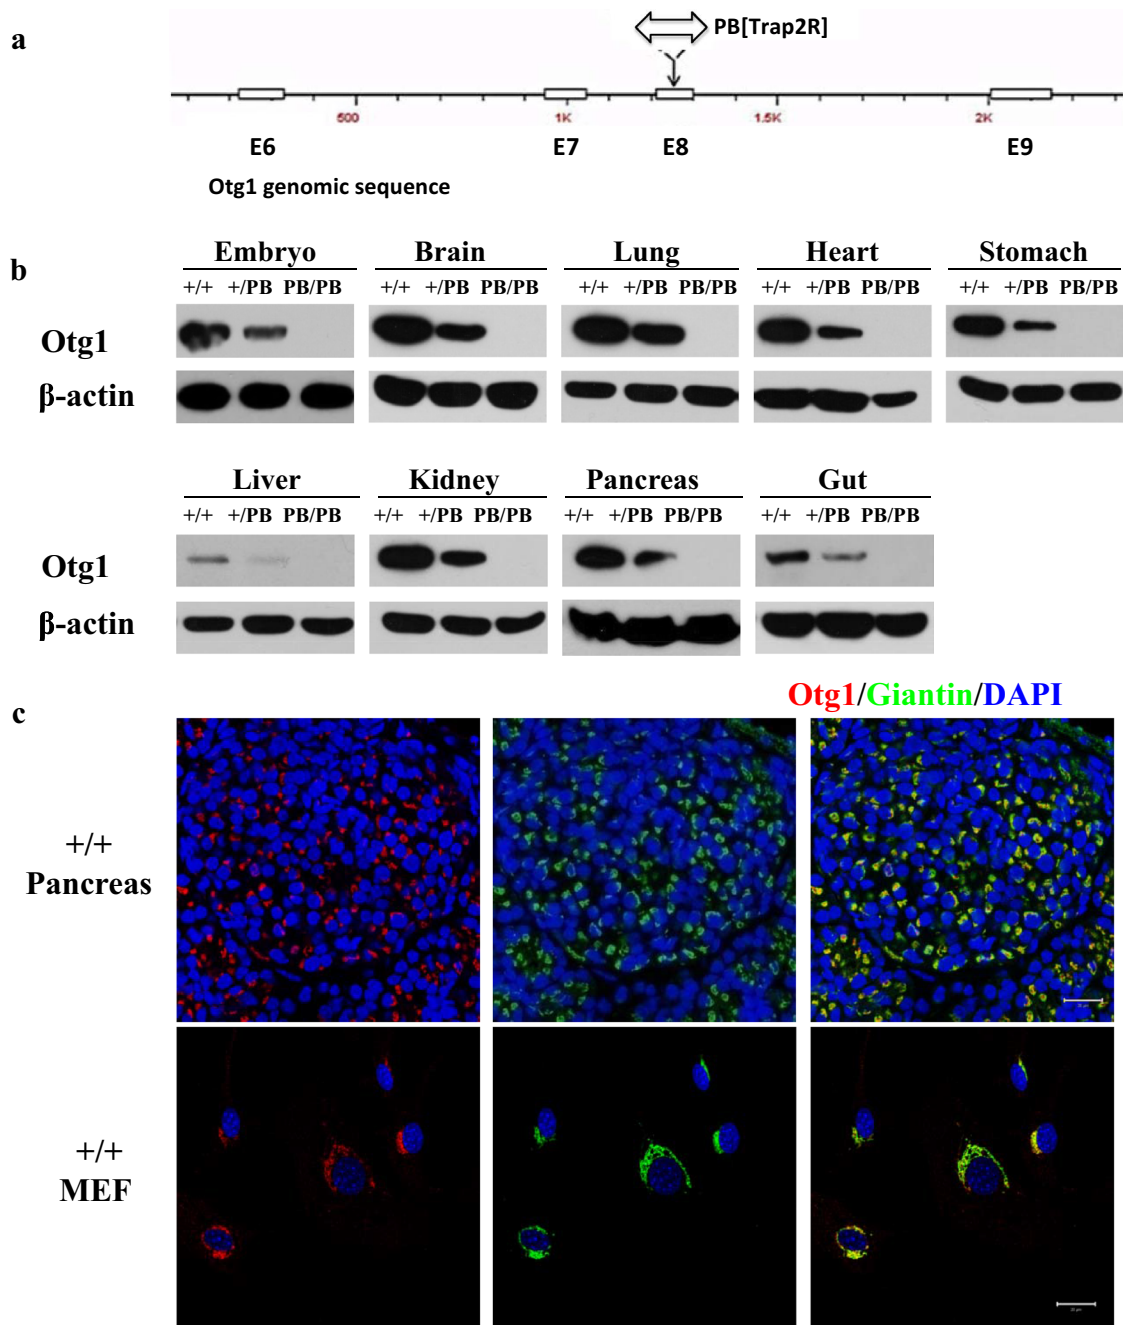 a
PB[Trap2R]
500
1K
1.5K
2K
E6
E7
E8
E9
Otg1 genomic sequence
b
Embryo
Brain
Lung
Heart
Stomach
+/+ +/PB PB/PB
+/+ +/PB PB/PB
+/+ +/PB PB/PB
+/+ +/PB PB/PB
+/+ +/PB PB/PB
Otg1
β-actin
Liver
Kidney
Pancreas
Gut
+/+ +/PB PB/PB
+/+ +/PB PB/PB
+/+ +/PB PB/PB
+/+ +/PB PB/PB
Otg1
β-actin
Otg1/Giantin/DAPI
c
+/+
Pancreas
+/+
MEF